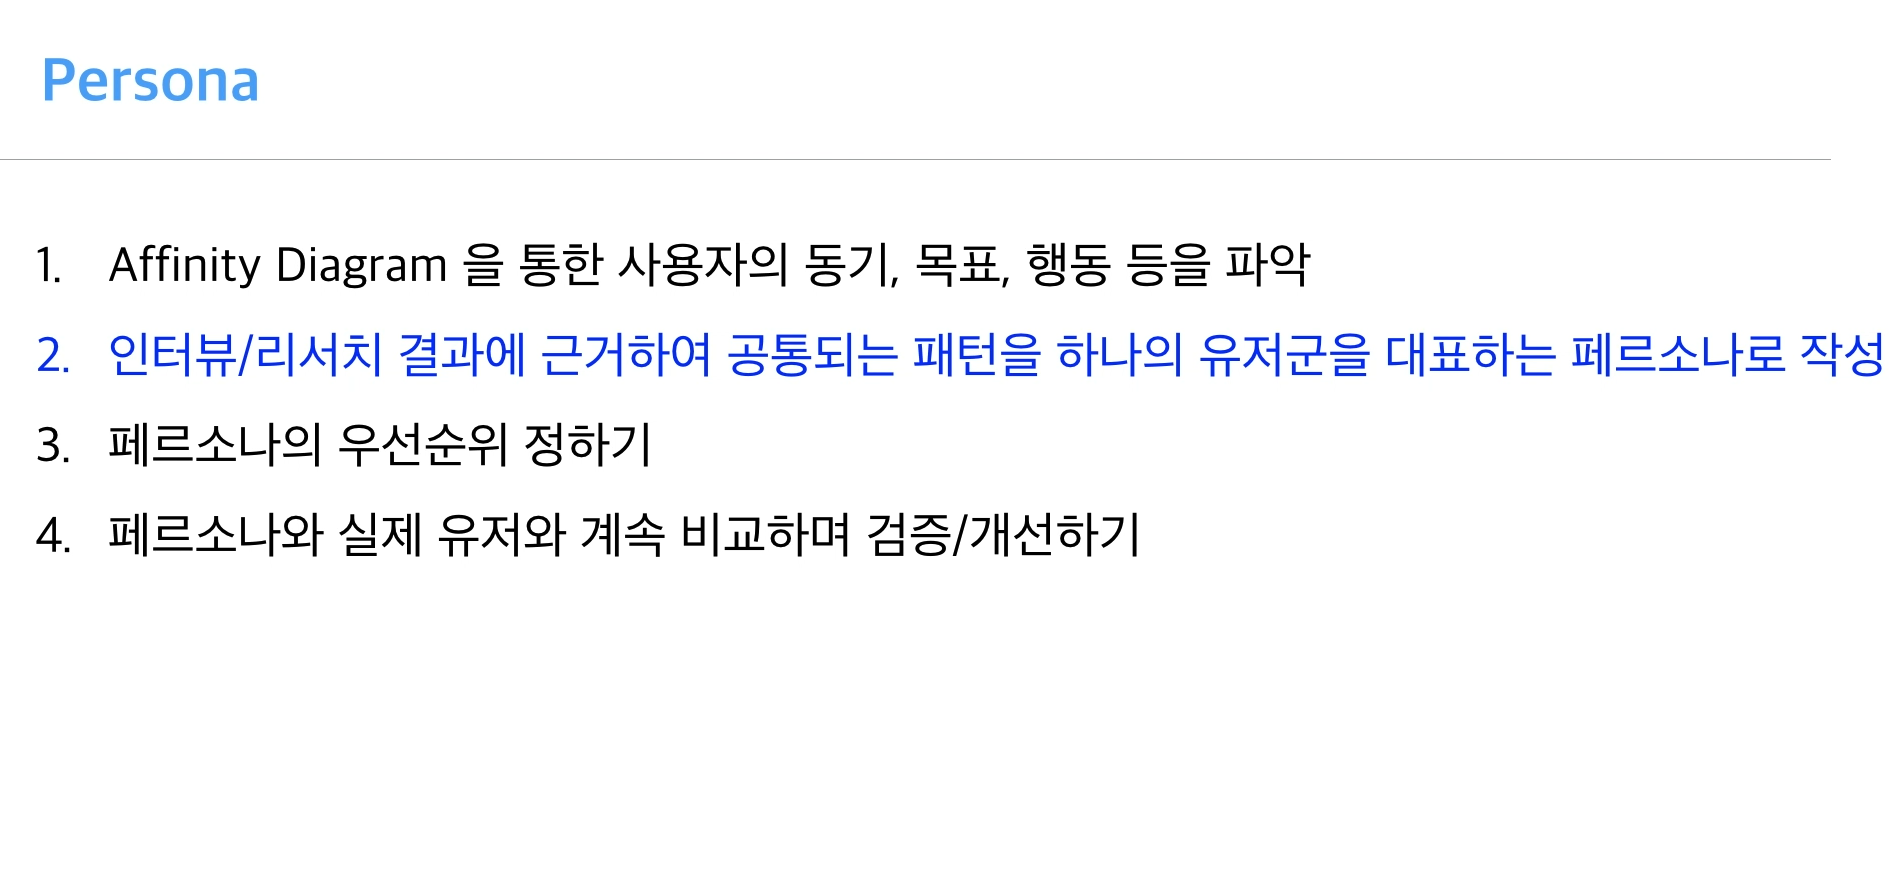 Persona
1. Affinity Diagram 을 통한 사용자의 동기, 목표, 행동 등을 파악
2. 인터뷰/리서치 결과에 근거하여 공통되는 패턴을 하나의 유저군을 대표하는 페르소나로 작성
3. 페르소나의 우선순위 정하기
4. 페르소나와 실제 유저와 계속 비교하며 검증/개선하기